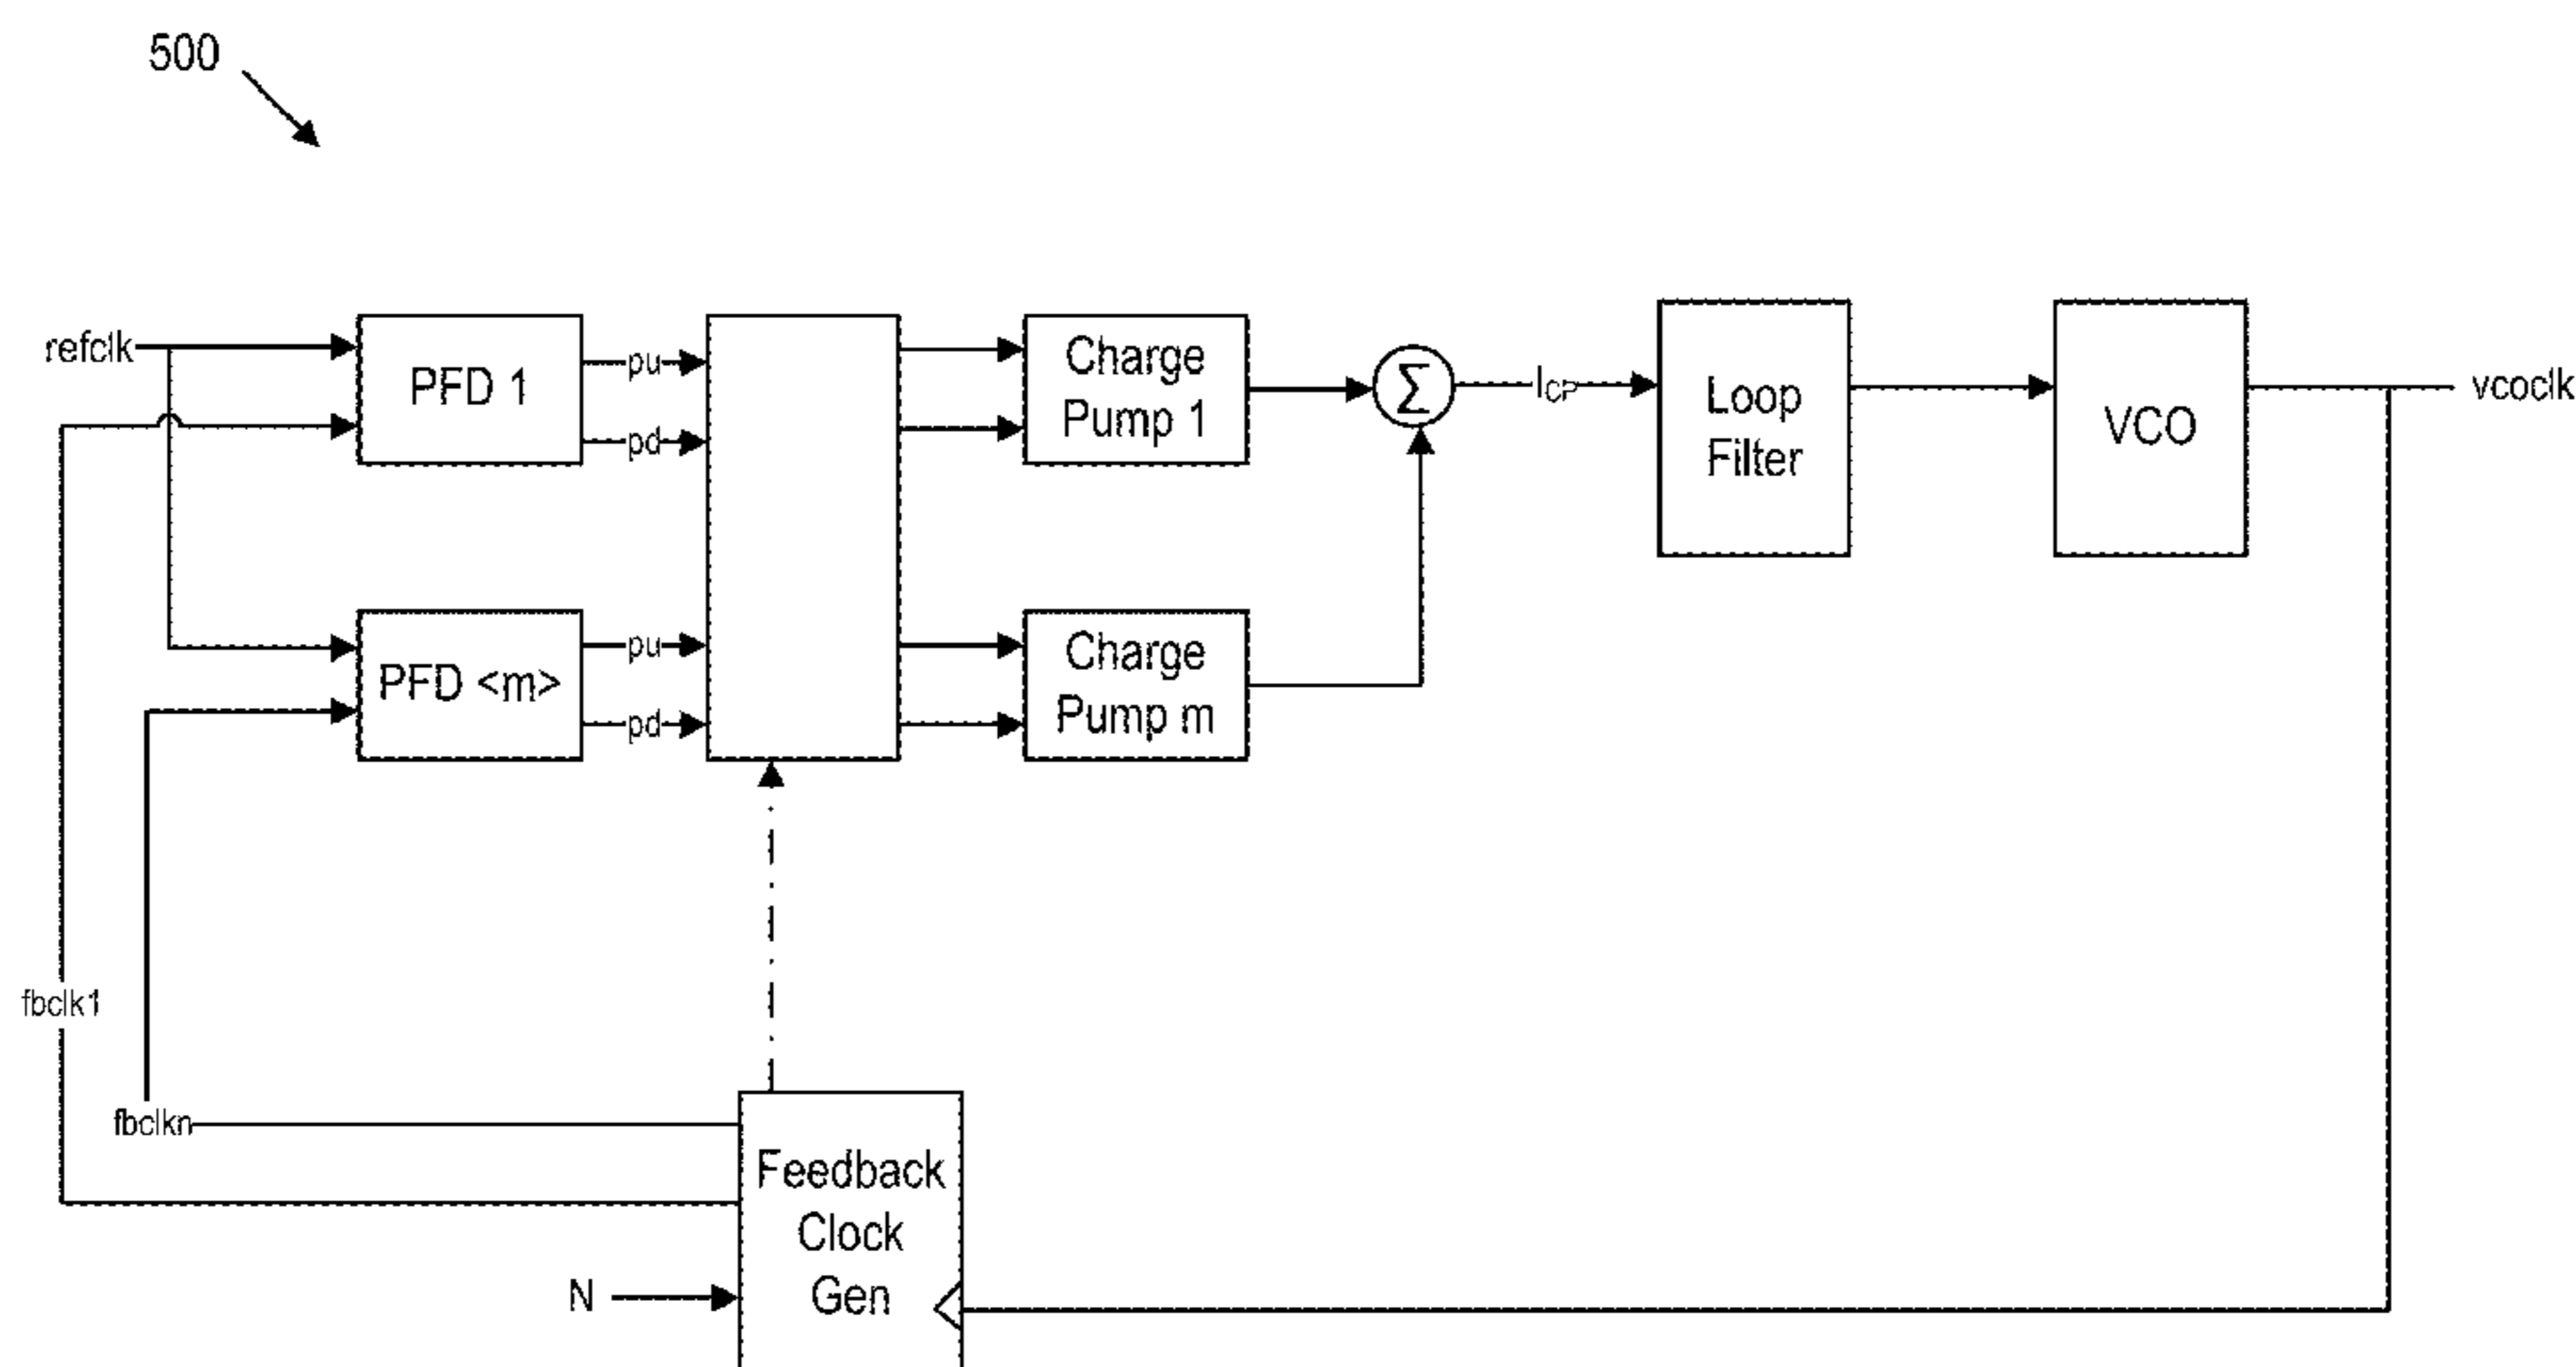 500
refclk
PFD 1
pu
pd
Charge
Pump 1
Σ
ICP
Loop
Filter
VCO
vcoclk
PFD <m>
pu
pd
Charge
Pump m
fbclk1
fbclkn
Feedback
Clock
Gen
N